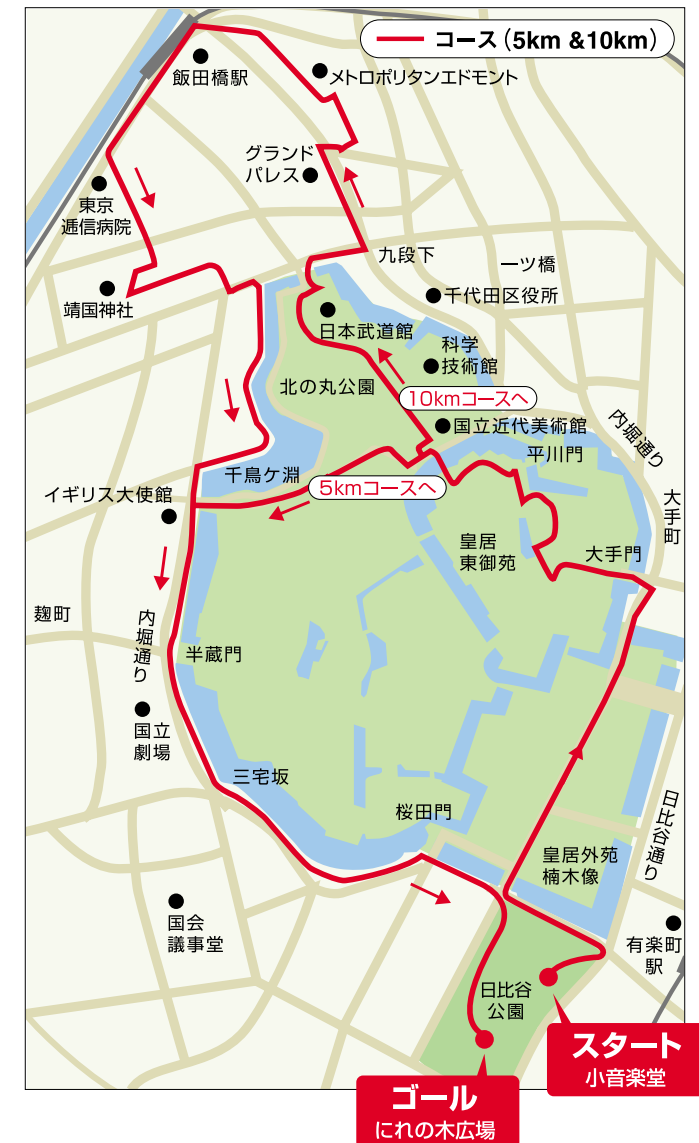 コース（5km &10km）
飯田橋駅
メトロポリタンエドモント
グランド
パレス
東京
逓信病院
九段下
一ツ橋
靖国神社
千代田区役所
日本武道館
科学
技術館
北の丸公園
10kmコースへ
国立近代美術館
内堀通り
平川門
千鳥ケ淵
5kmコースへ
イギリス大使館
大手町
皇居
東御苑
大手門
麹町
内堀通り
半蔵門
国立
劇場
三宅坂
桜田門
日比谷通り
皇居外苑
楠木像
国会
議事堂
有楽町
駅
日比谷
公園
スタート
小音楽堂
ゴール
にれの木広場